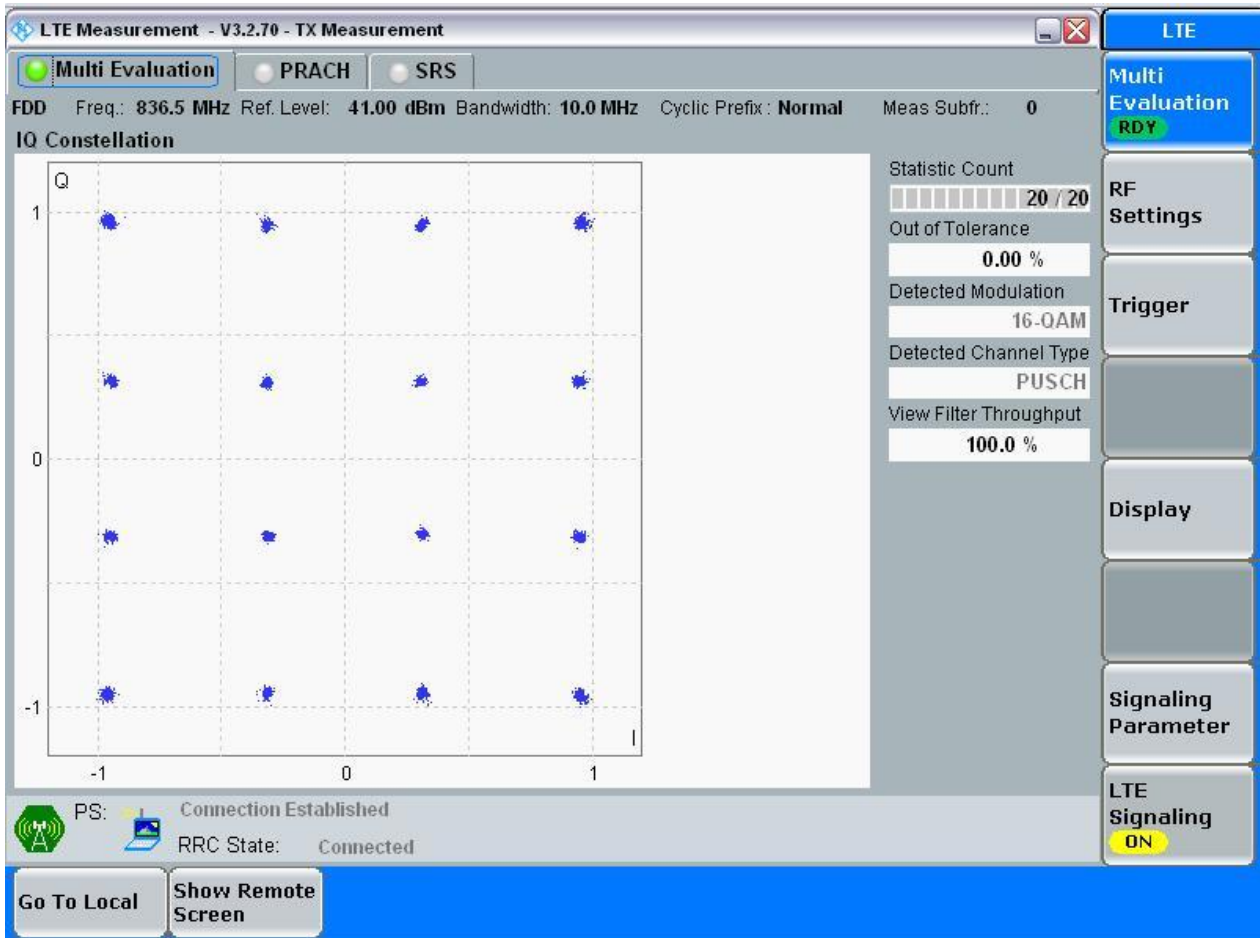 LTE Measurement - V3.2.70 - TX Measurement
LTE
Multi Evaluation
PRACH
SRS
FDD Freq.: 836.5 MHz Ref. Level: 41.00 dBm Bandwidth: 10.0 MHz Cyclic Prefix : Normal Meas Subfr.: 0
IQ Constellation
Q
1
0
-1
I
-1 0 1
Statistic Count
20 / 20
Out of Tolerance
0.00 %
Detected Modulation
16-QAM
Detected Channel Type
PUSCH
View Filter Throughput
100.0 %
Multi
Evaluation
RDY
RF
Settings
Trigger
Display
Signaling
Parameter
LTE
Signaling
ON
PS: Connection Established
RRC State: Connected
Go To Local
Show Remote
Screen